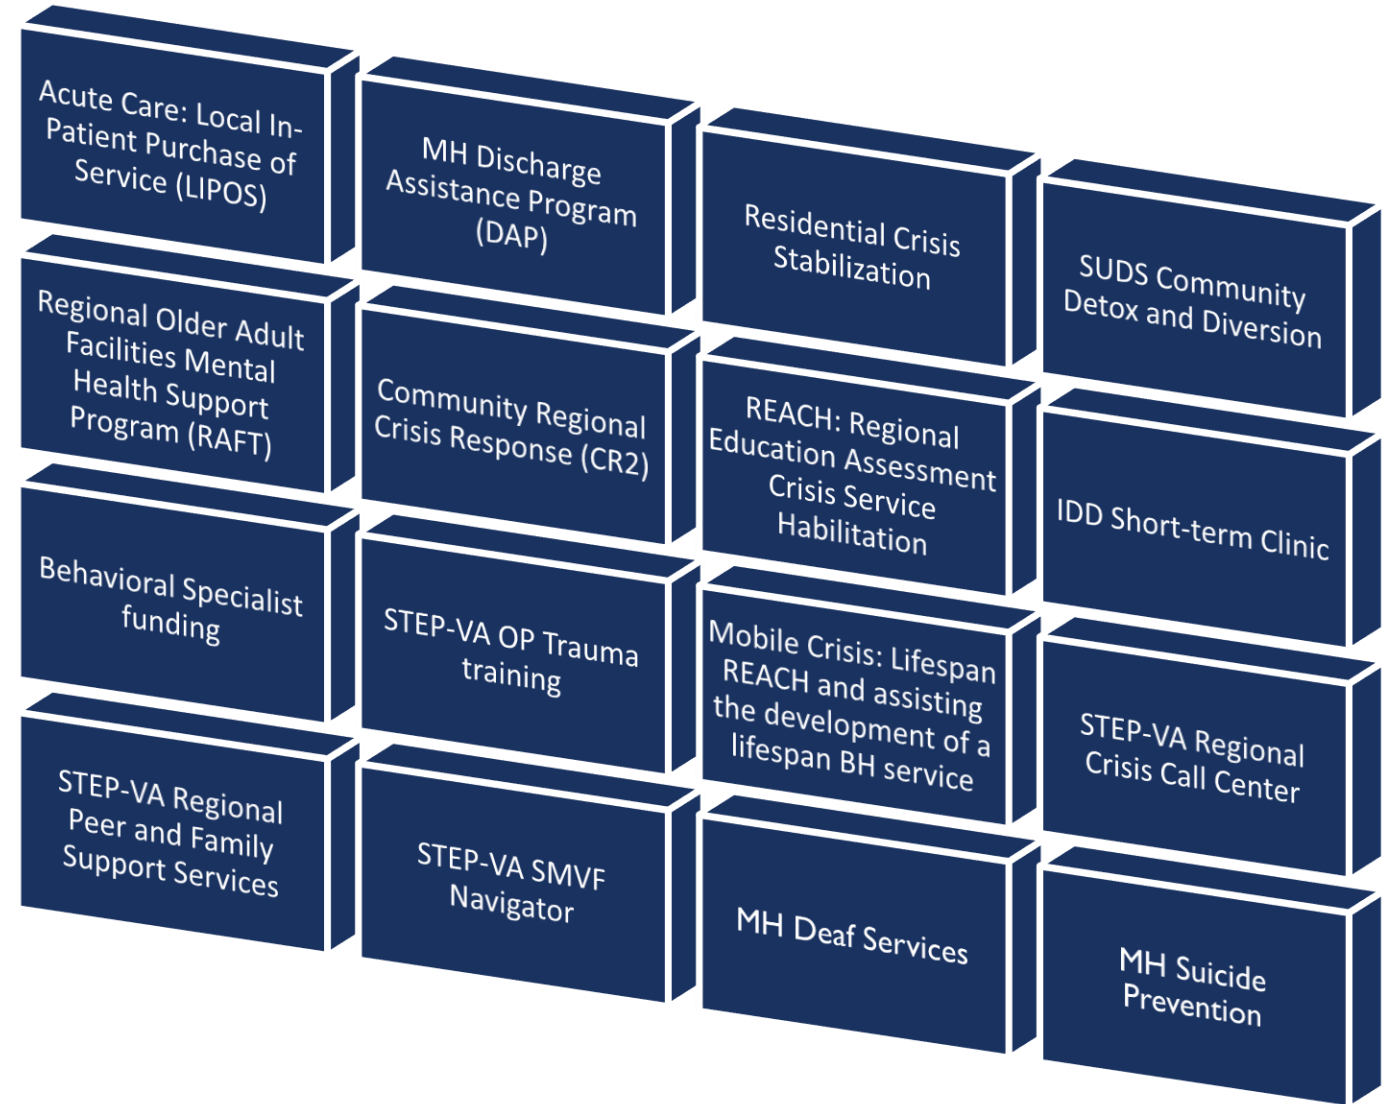 Acute Care: Local In-
Patient Purchase of
Service (LIPOS)
MH Discharge
Assistance Program
(DAP)
Residential Crisis
Stabilization
SUDS Community
Detox and Diversion
Regional Older Adult
Facilities Mental
Health Support
Program (RAFT)
Community Regional
Crisis Response (CR2)
REACH: Regional
Education Assessment
Crisis Service
Habilitation
IDD Short-term Clinic
Behavioral Specialist
funding
STEP-VA OP Trauma
training
Mobile Crisis: Lifespan
REACH and assisting
the development of a
lifespan BH service
STEP-VA Regional
Crisis Call Center
STEP-VA Regional
Peer and Family
Support Services
STEP-VA SMVF
Navigator
MH Deaf Services
MH Suicide
Prevention